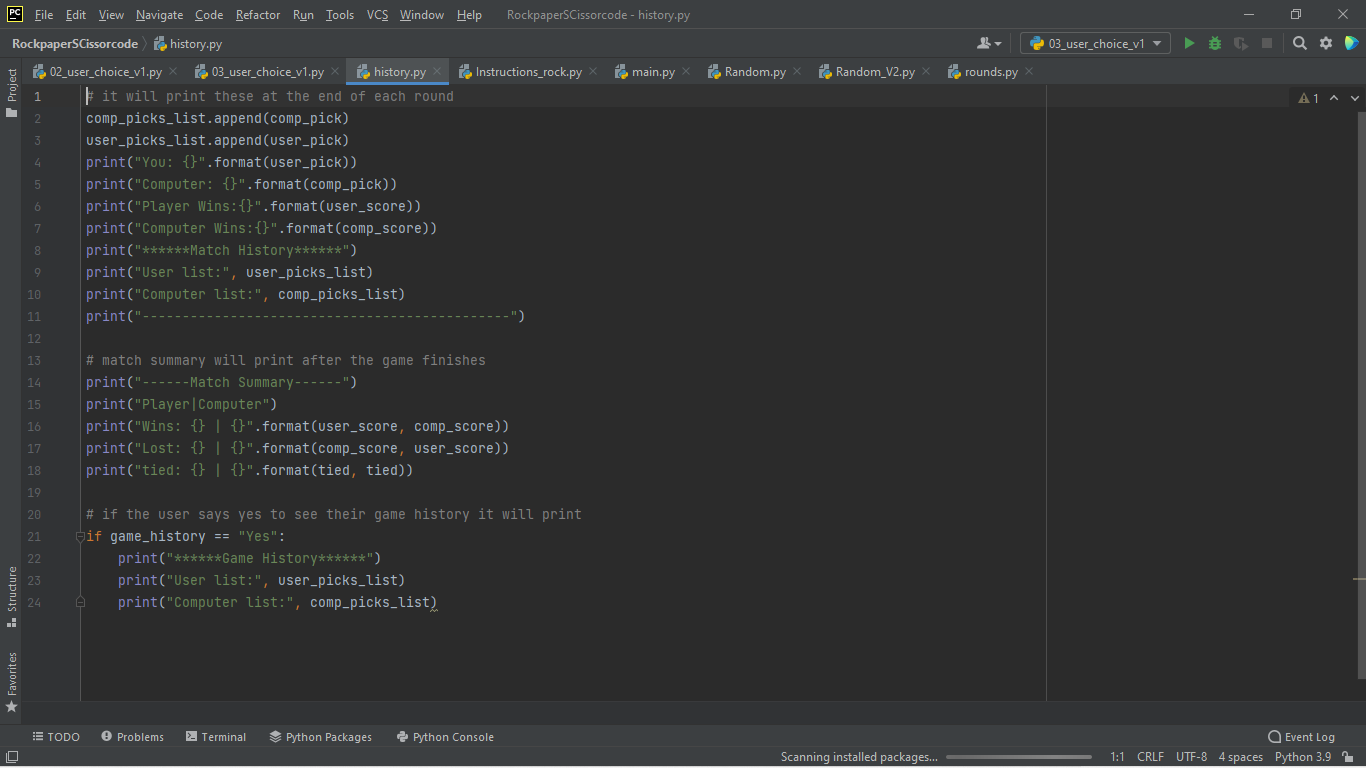 PC File Edit View Navigate Code Refactor Run Tools VCS Window Help RockpaperSCissorcode - history.py
RockpaperSCissorcode history.py 03_user_choice_v1
02_user_choice_v1.py 03_user_choice_v1.py history.py Instructions_rock.py main.py Random.py Random_V2.py rounds.py
Project
1 # it will print these at the end of each round 1
2 comp_picks_list.append(comp_pick)
3 user_picks_list.append(user_pick)
4 print("You: {}".format(user_pick))
5 print("Computer: {}".format(comp_pick))
6 print("Player Wins:{}".format(user_score))
7 print("Computer Wins:{}".format(comp_score))
8 print("******Match History******")
9 print("User list:", user_picks_list)
10 print("Computer list:", comp_picks_list)
11 print("----------------------------------------------")
12
13 # match summary will print after the game finishes
14 print("------Match Summary------")
15 print("Player|Computer")
16 print("Wins: {} | {}".format(user_score, comp_score))
17 print("Lost: {} | {}".format(comp_score, user_score))
18 print("tied: {} | {}".format(tied, tied))
19
20 # if the user says yes to see their game history it will print
21 if game_history == "Yes":
22     print("******Game History******")
23     print("User list:", user_picks_list)
24     print("Computer list:", comp_picks_list)
Structure
Favorites
TODO Problems Terminal Python Packages Python Console Event Log
Scanning installed packages... 1:1 CRLF UTF-8 4 spaces Python 3.9